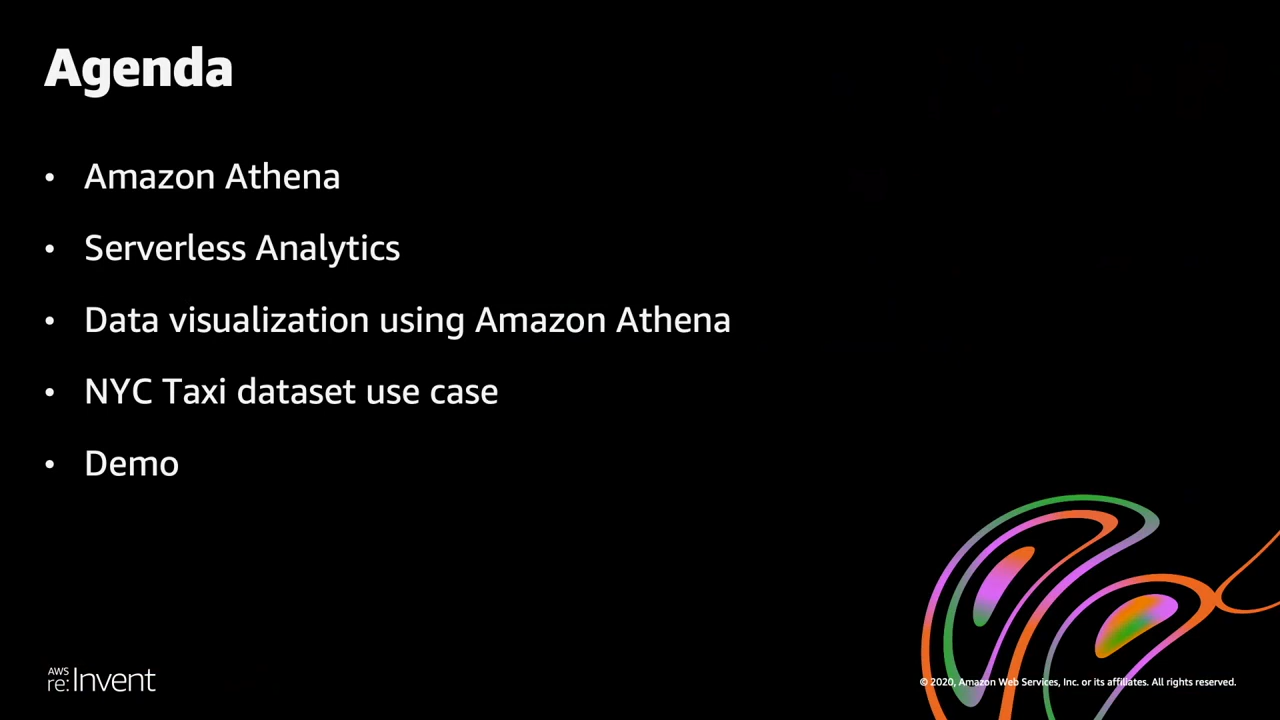 Agenda
• Amazon Athena
• Serverless Analytics
• Data visualization using Amazon Athena
• NYC Taxi dataset use case
• Demo
AWS
re:Invent
© 2020, Amazon Web Services, Inc. or its affiliates. All rights reserved.